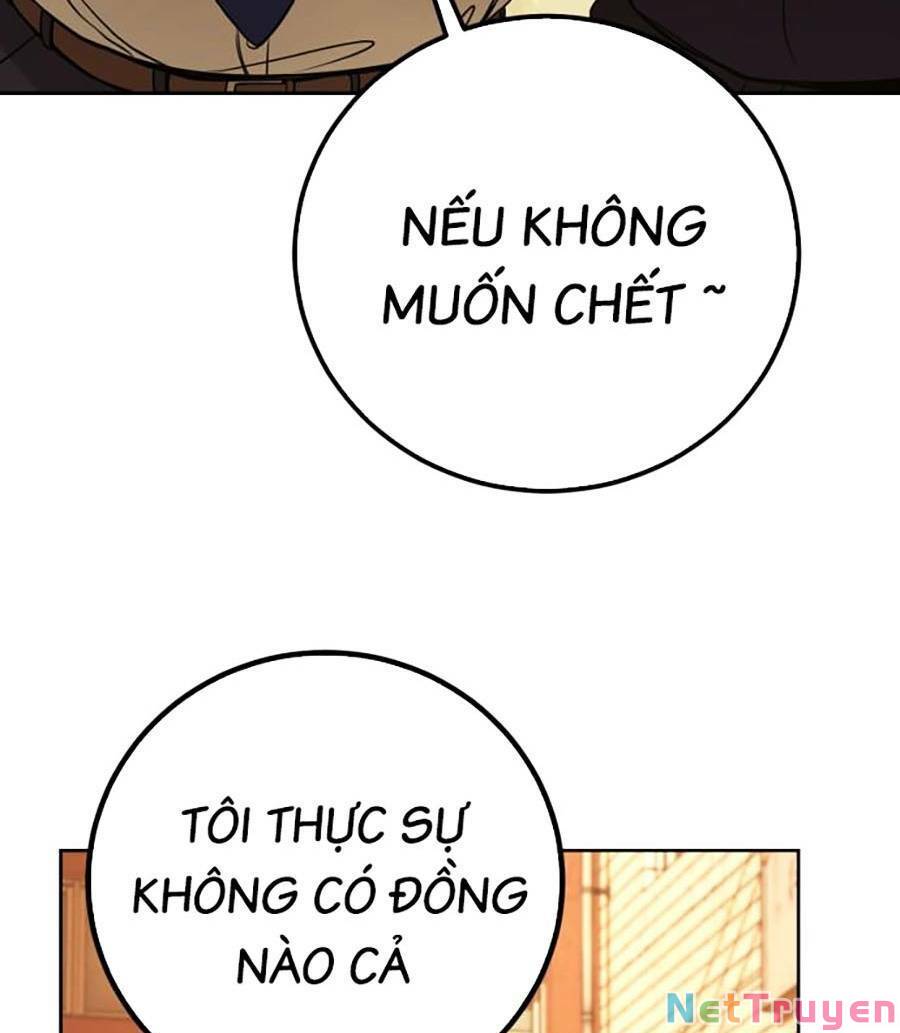 NẾU KHÔNG
MUỐN CHẾT ~
TÔI THỰC SỰ
KHÔNG CÓ ĐỒNG
NÀO CẢ
NetTruyen